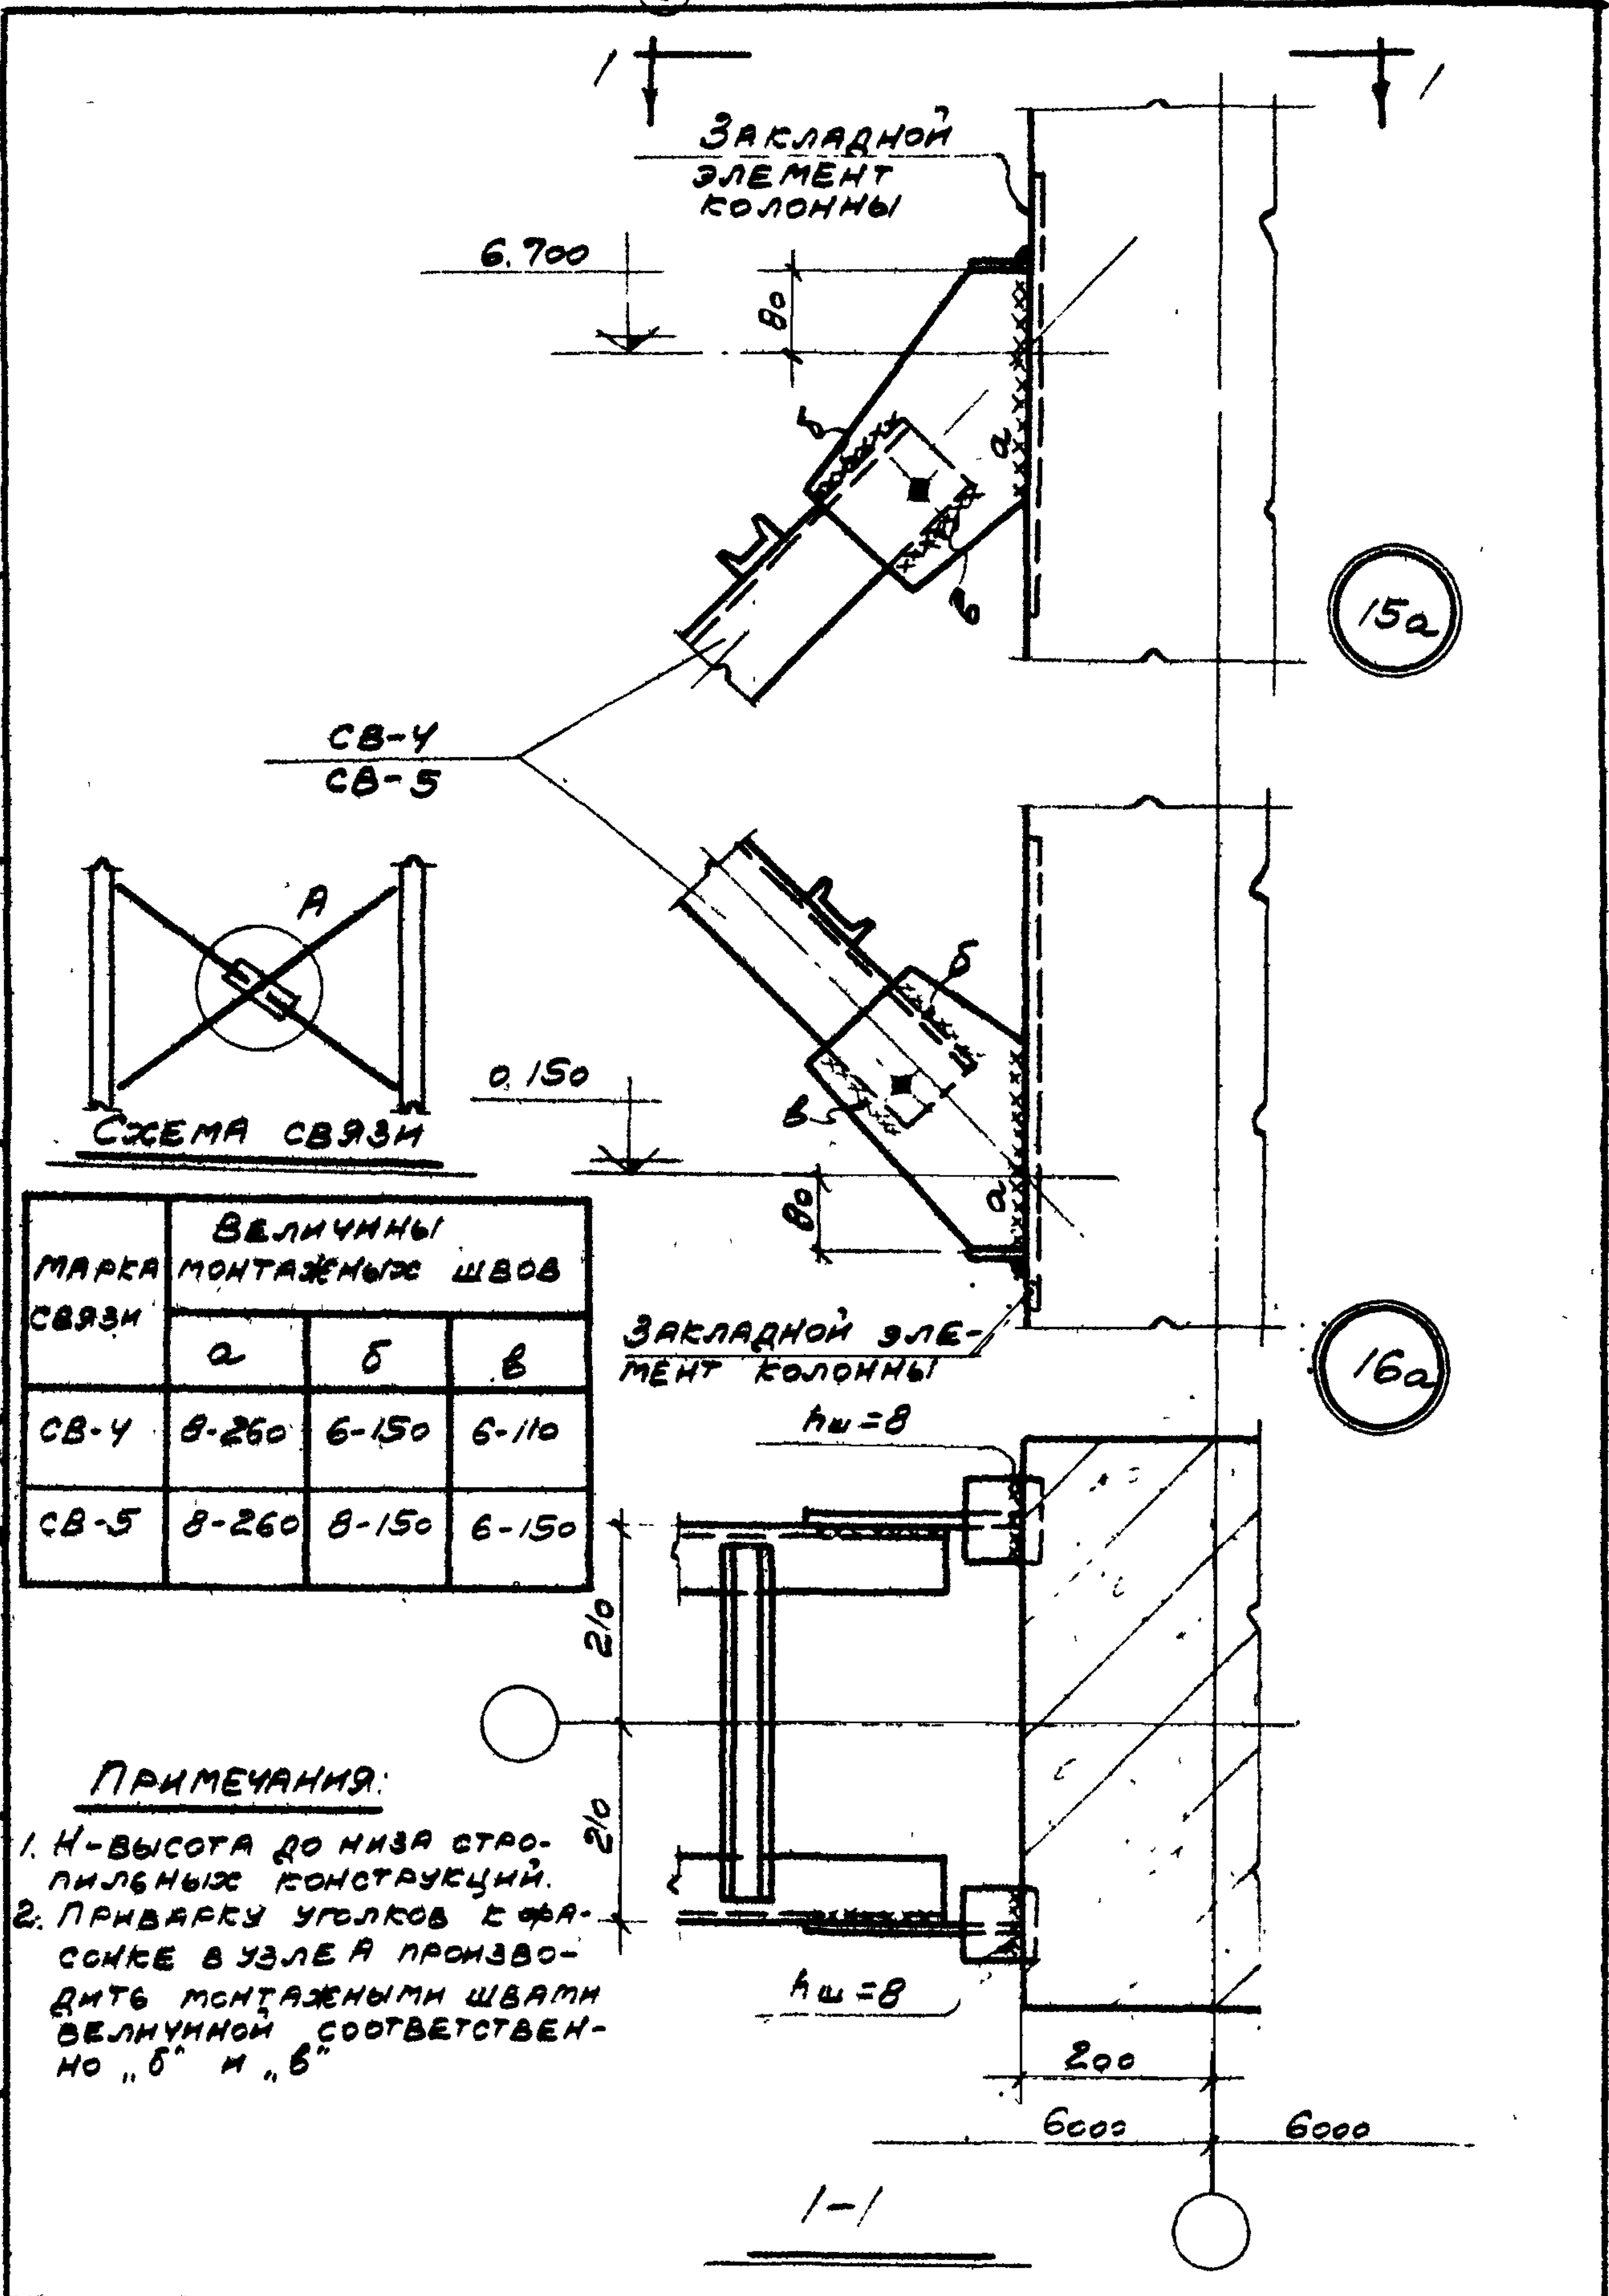 1
1
Закладной
элемент
колонны
6.700
80
б
а
в
15а
СВ-4
СВ-5
А
Схема связи
0.150
б
в
а
80
Закладной эле-
мент колонны
16а
Марка связи
Величины
монтажных швов
а б в
СВ-4 8-260 6-150 6-110
СВ-5 8-260 8-150 6-150
hш=8
210
210
hш=8
200
6000 6000
1-1
Примечания:
1. Н-высота до низа стро-
пильных конструкций.
2. Приварку уголков к фа-
сонке в узле А произво-
дить монтажными швами
величиной соответствен-
но „б“ и „в“